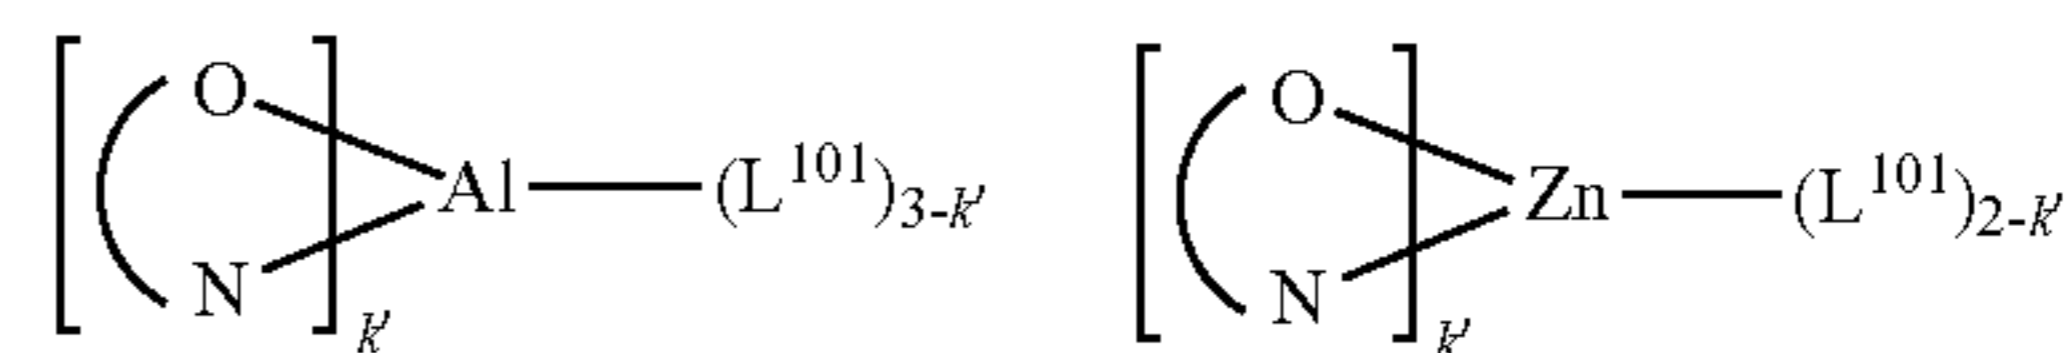 O Al (L¹⁰¹)₃₋ₖ′ N k′
O Zn (L¹⁰¹)₂₋ₖ′ N k′